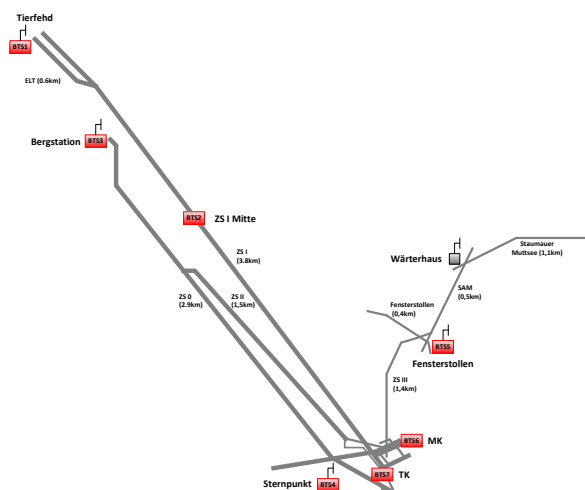 Tierfehd
BTS1
ELT (0.6km)
Bergstation
BTS3
BTS2
ZS I Mitte
ZS I
(3.8km)
ZS 0
(2.9km)
ZS II
(1,5km)
Staumauer
Muttsee (1,1km)
Wärterhaus
SAM
(0,5km)
Fensterstollen
(0,4km)
BTS5
Fensterstollen
ZS III
(1,4km)
BTS6
MK
BTS7
TK
Sternpunkt
BTS4